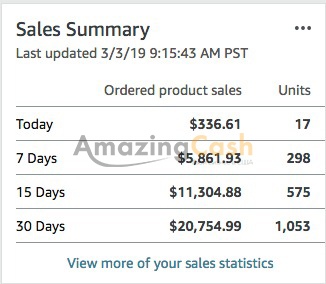 Sales Summary •••
Last updated 3/3/19 9:15:43 AM PST
Ordered product sales Units
Today $336.61 17
AmazingCash
7 Days $5,861.93 298
15 Days $11,304.88 575
30 Days $20,754.99 1,053
View more of your sales statistics